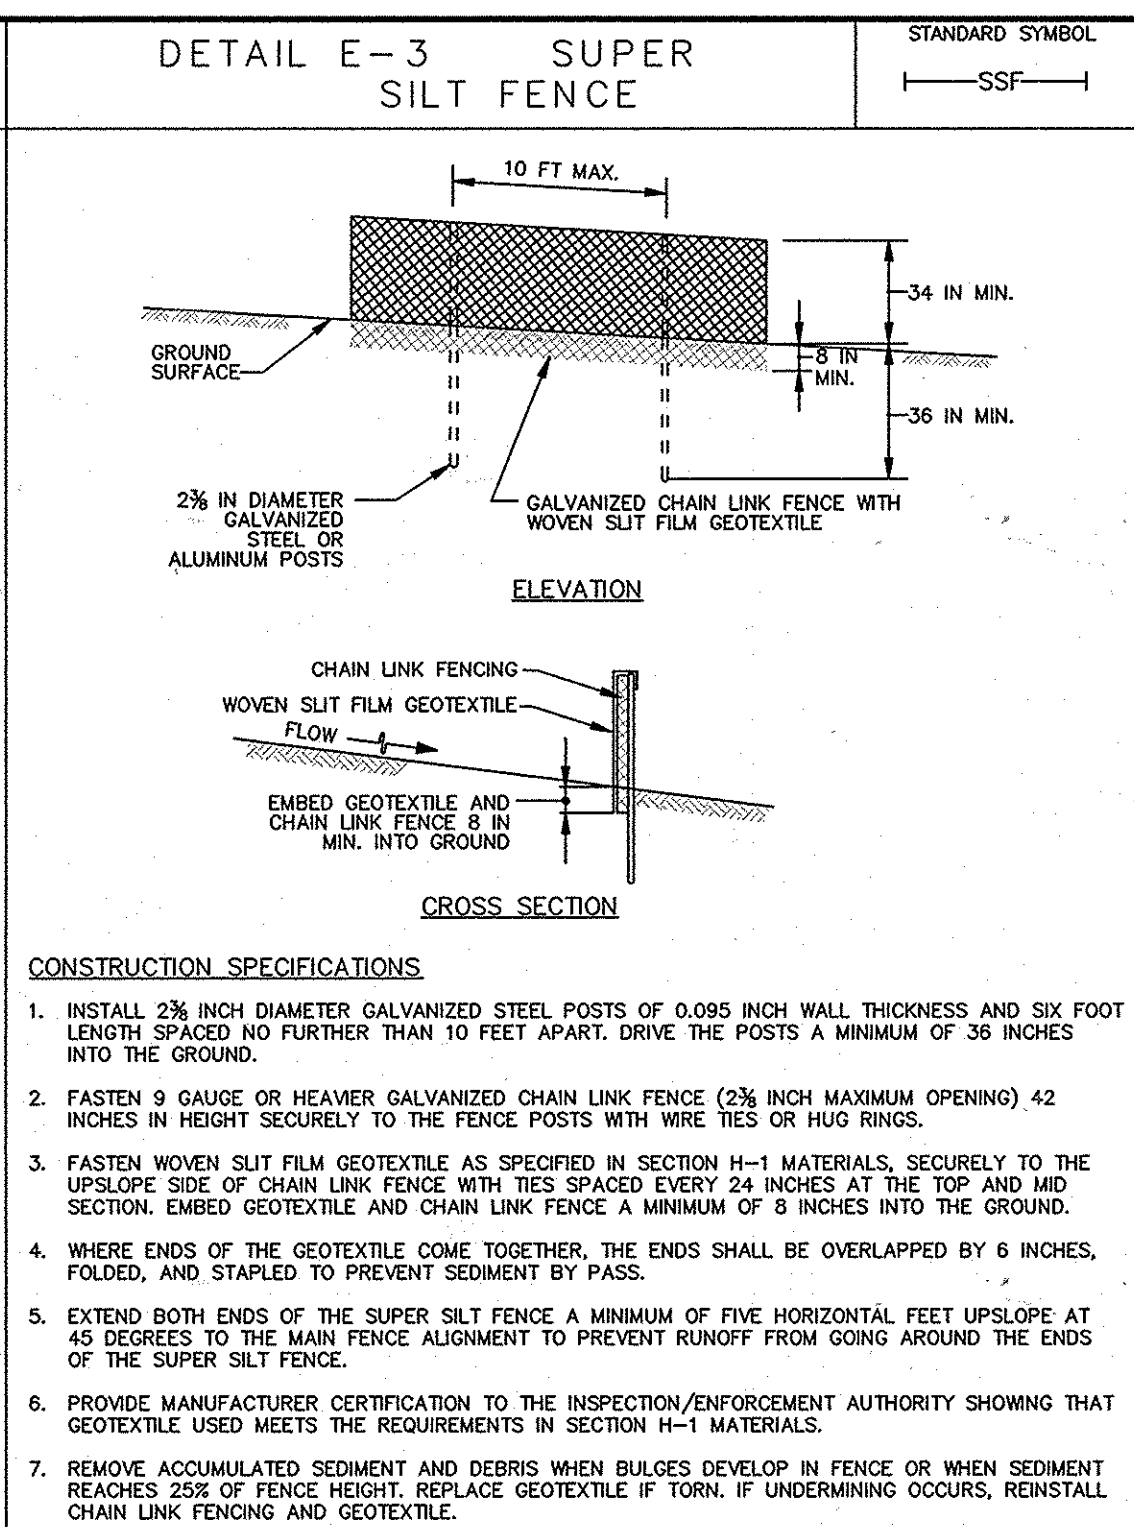 DETAIL E-3 SUPER
SILT FENCE
STANDARD SYMBOL
SSF
10 FT MAX.
34 IN MIN.
GROUND
SURFACE
8 IN
MIN.
36 IN MIN.
2⅜ IN DIAMETER
GALVANIZED
STEEL OR
ALUMINUM POSTS
GALVANIZED CHAIN LINK FENCE WITH
WOVEN SLIT FILM GEOTEXTILE
ELEVATION
CHAIN LINK FENCING
WOVEN SLIT FILM GEOTEXTILE
FLOW
EMBED GEOTEXTILE AND
CHAIN LINK FENCE 8 IN
MIN. INTO GROUND
CROSS SECTION
CONSTRUCTION SPECIFICATIONS
1. INSTALL 2⅜ INCH DIAMETER GALVANIZED STEEL POSTS OF 0.095 INCH WALL THICKNESS AND SIX FOOT
LENGTH SPACED NO FURTHER THAN 10 FEET APART. DRIVE THE POSTS A MINIMUM OF 36 INCHES
INTO THE GROUND.
2. FASTEN 9 GAUGE OR HEAVIER GALVANIZED CHAIN LINK FENCE (2⅜ INCH MAXIMUM OPENING) 42
INCHES IN HEIGHT SECURELY TO THE FENCE POSTS WITH WIRE TIES OR HUG RINGS.
3. FASTEN WOVEN SLIT FILM GEOTEXTILE AS SPECIFIED IN SECTION H-1 MATERIALS, SECURELY TO THE
UPSLOPE SIDE OF CHAIN LINK FENCE WITH TIES SPACED EVERY 24 INCHES AT THE TOP AND MID
SECTION. EMBED GEOTEXTILE AND CHAIN LINK FENCE A MINIMUM OF 8 INCHES INTO THE GROUND.
4. WHERE ENDS OF THE GEOTEXTILE COME TOGETHER, THE ENDS SHALL BE OVERLAPPED BY 6 INCHES,
FOLDED, AND STAPLED TO PREVENT SEDIMENT BY PASS.
5. EXTEND BOTH ENDS OF THE SUPER SILT FENCE A MINIMUM OF FIVE HORIZONTAL FEET UPSLOPE AT
45 DEGREES TO THE MAIN FENCE ALIGNMENT TO PREVENT RUNOFF FROM GOING AROUND THE ENDS
OF THE SUPER SILT FENCE.
6. PROVIDE MANUFACTURER CERTIFICATION TO THE INSPECTION/ENFORCEMENT AUTHORITY SHOWING THAT
GEOTEXTILE USED MEETS THE REQUIREMENTS IN SECTION H-1 MATERIALS.
7. REMOVE ACCUMULATED SEDIMENT AND DEBRIS WHEN BULGES DEVELOP IN FENCE OR WHEN SEDIMENT
REACHES 25% OF FENCE HEIGHT. REPLACE GEOTEXTILE IF TORN. IF UNDERMINING OCCURS, REINSTALL
CHAIN LINK FENCING AND GEOTEXTILE.